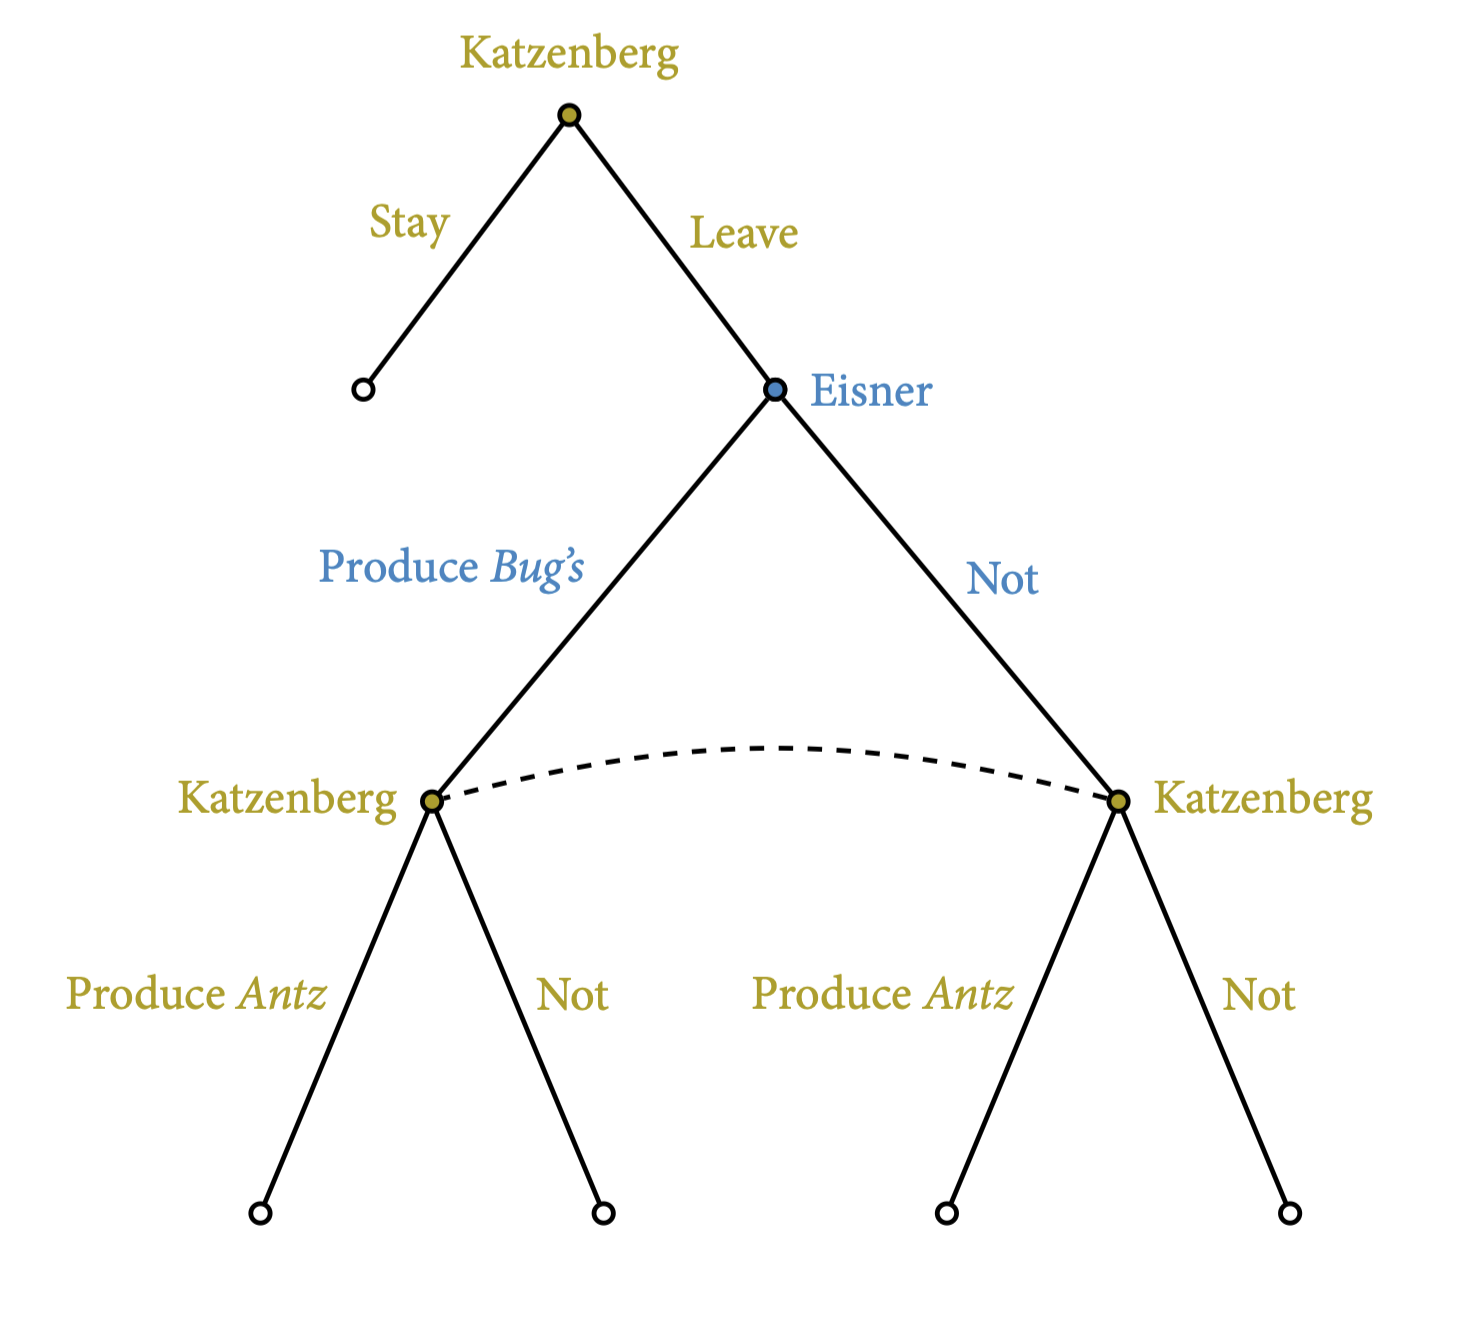 Katzenberg
Stay
Leave
Eisner
Produce Bug’s
Not
Katzenberg
Katzenberg
Produce Antz
Not
Produce Antz
Not